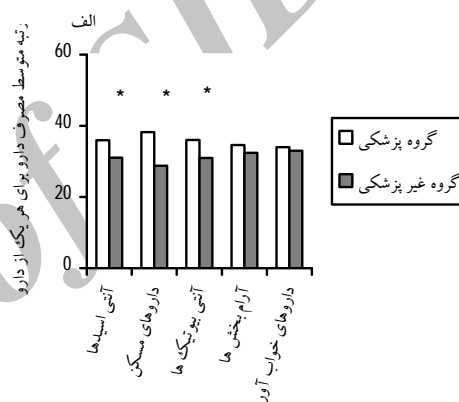 الف
رتبه متوسط مصرف دارو برای هر یک از دارو
60
40
20
0
* * *
آنتی اسیدها
داروهای مسکن
آنتی بیوتیک ها
آرام بخش ها
داروهای خواب آور
گروه پزشکی
گروه غیر پزشکی